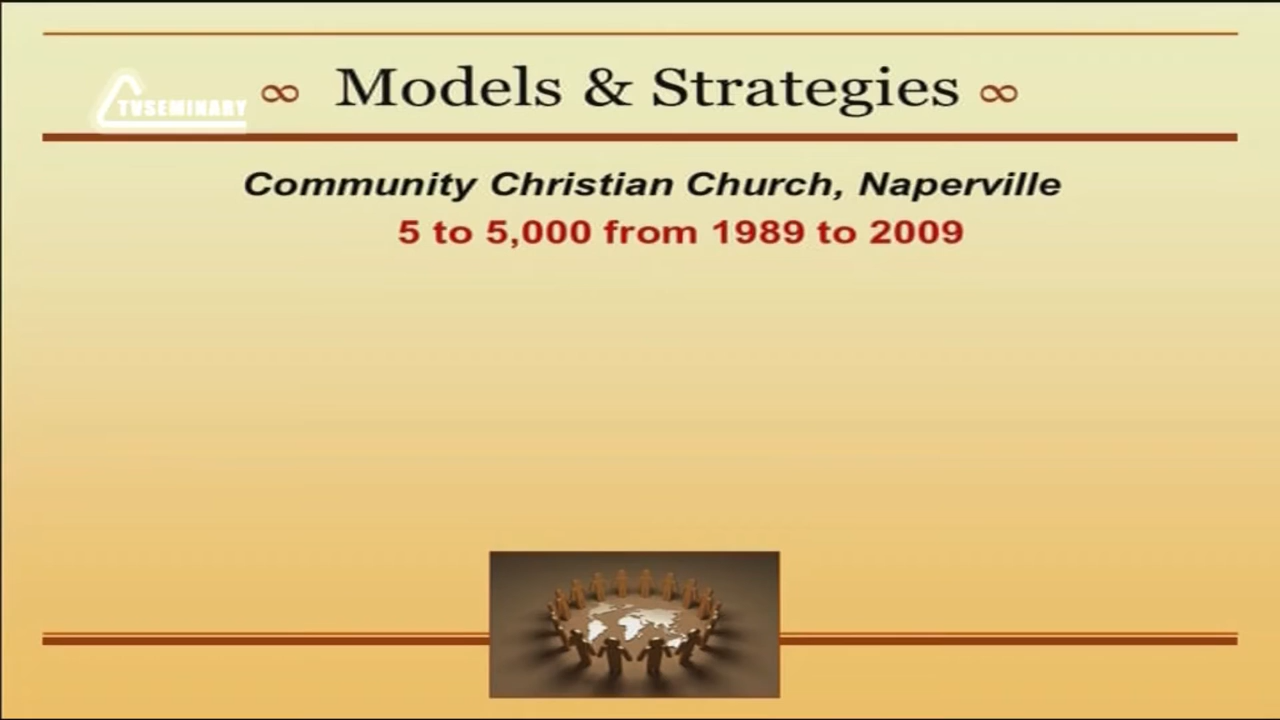 ∞ Models & Strategies ∞
TVSEMINARY
Community Christian Church, Naperville
5 to 5,000 from 1989 to 2009